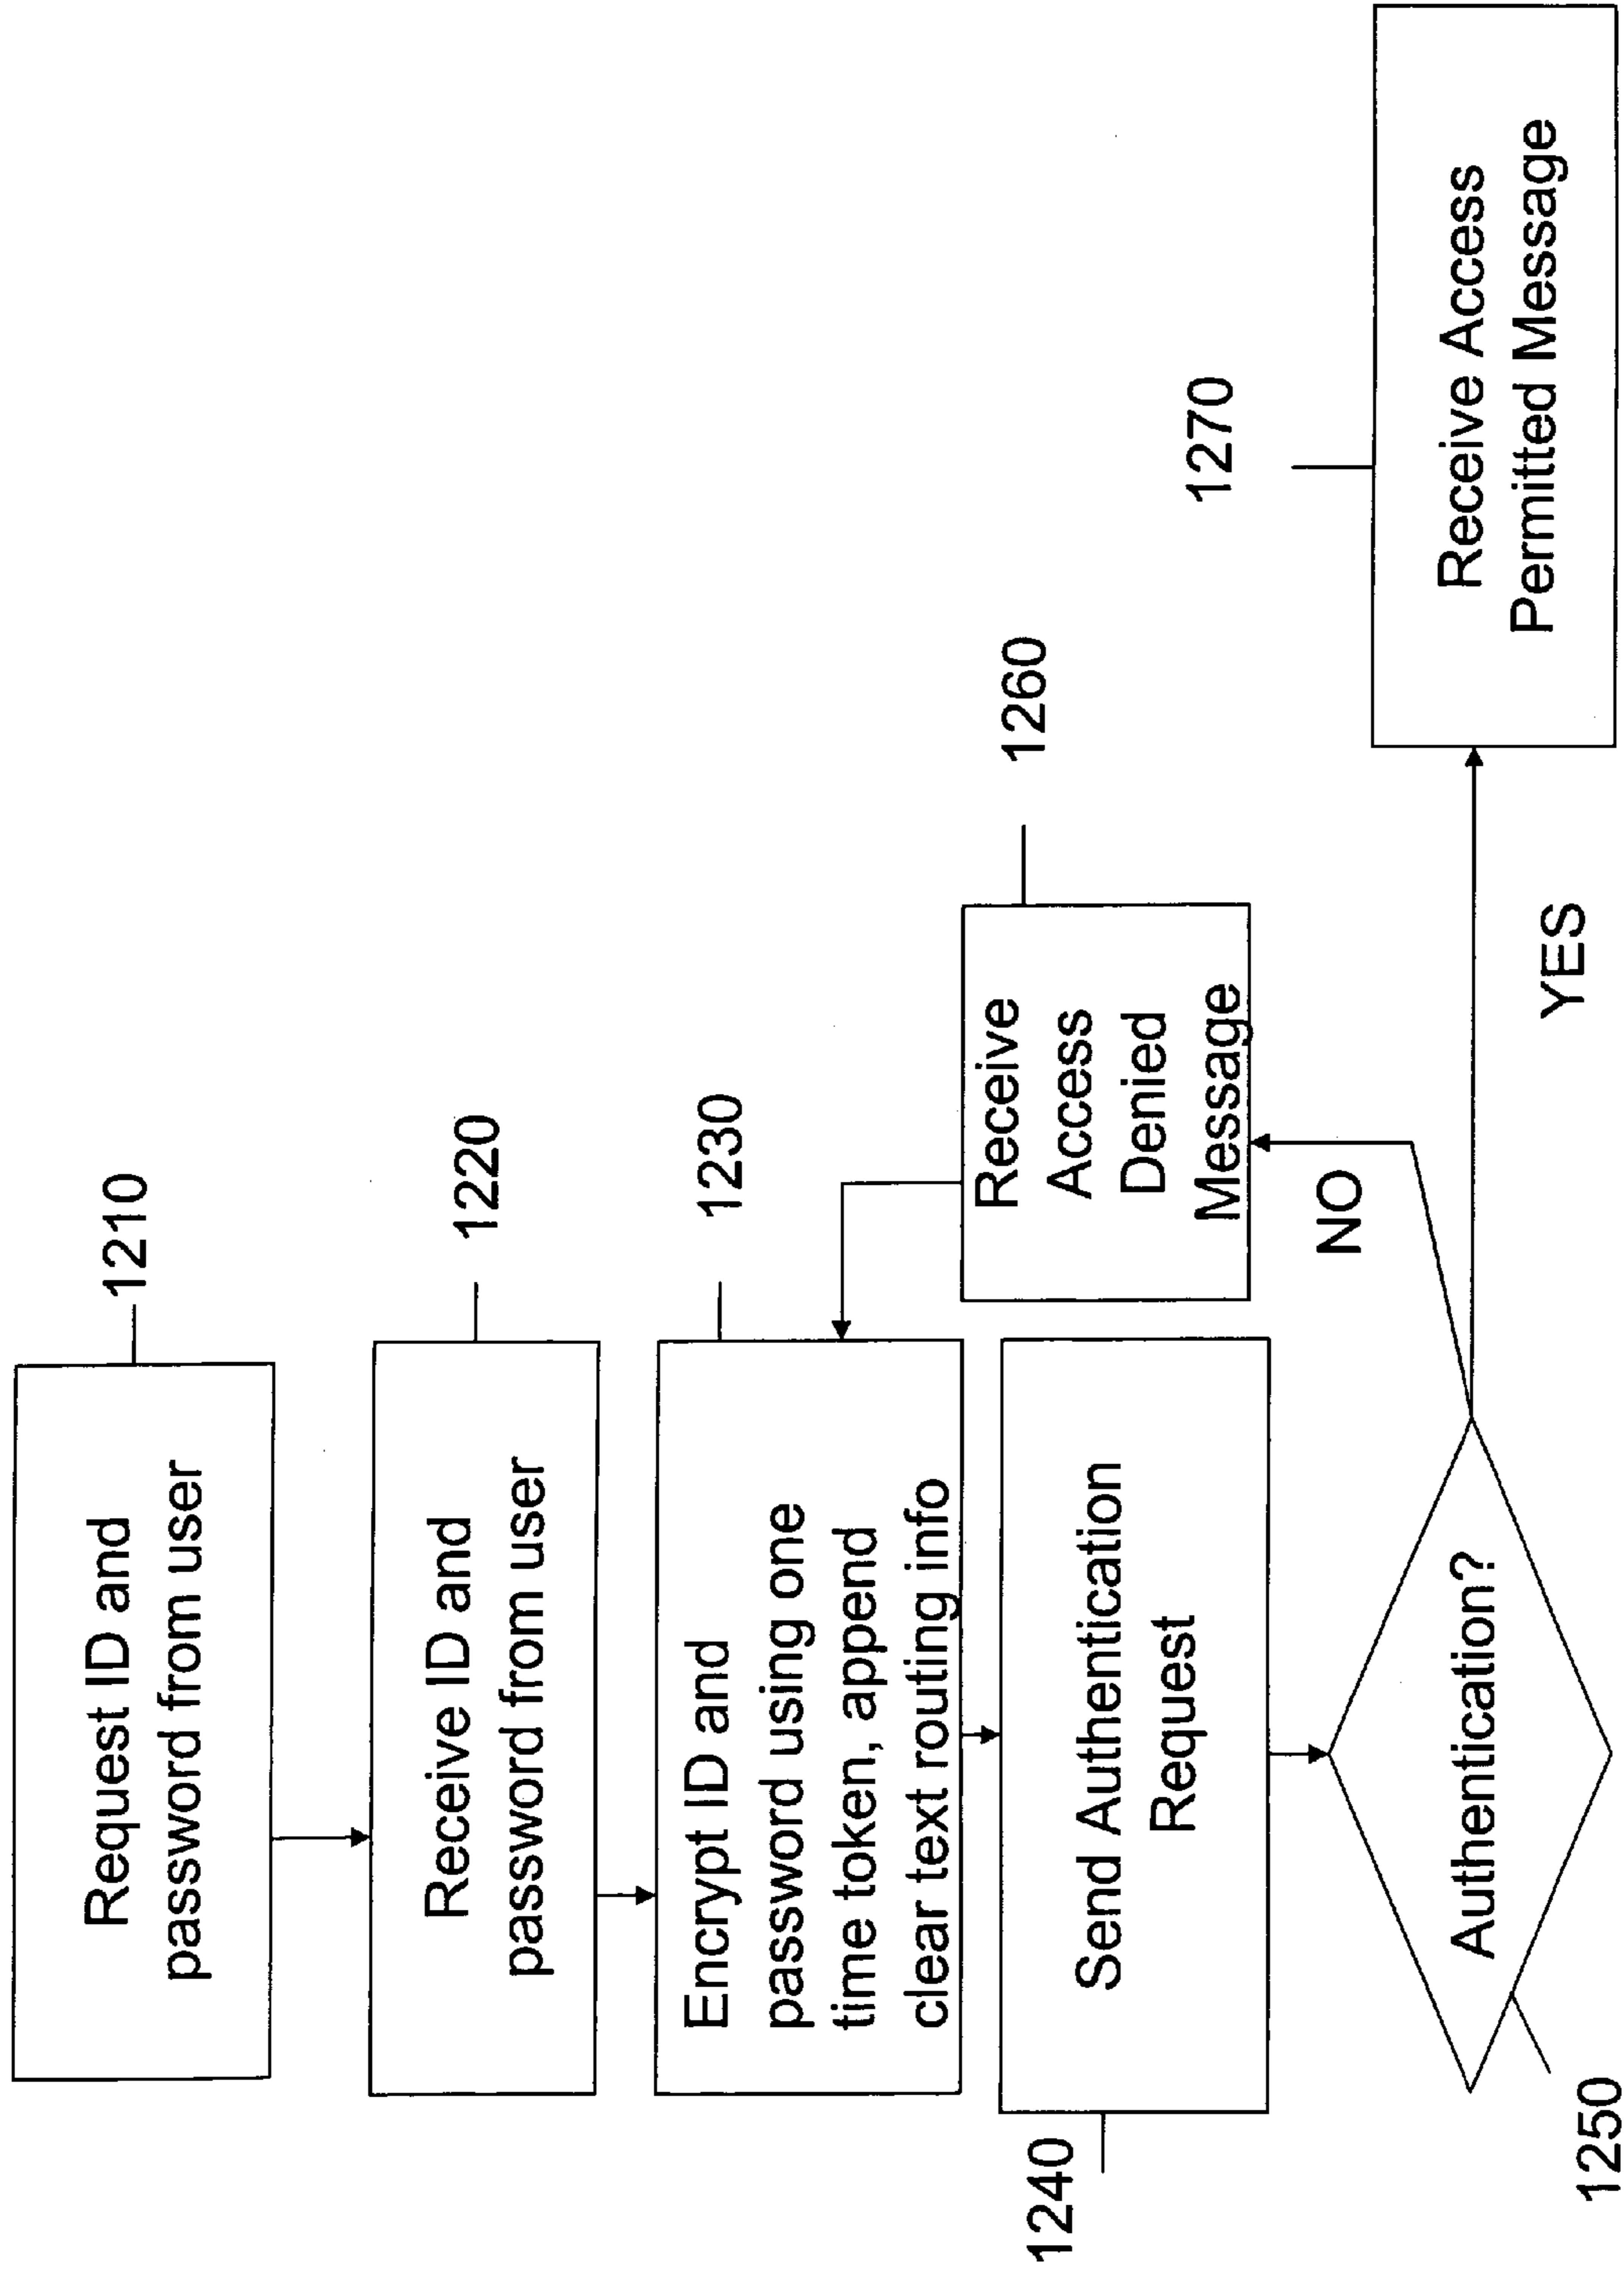 Request ID and
password from user
1210
Receive ID and
password from user
1220
Encrypt ID and
password using one
time token, append
clear text routing info
1230
Send Authentication
Request
1240
Authentication?
1250
NO
Receive
Access
Denied
Message
1260
YES
Receive Access
Permitted Message
1270